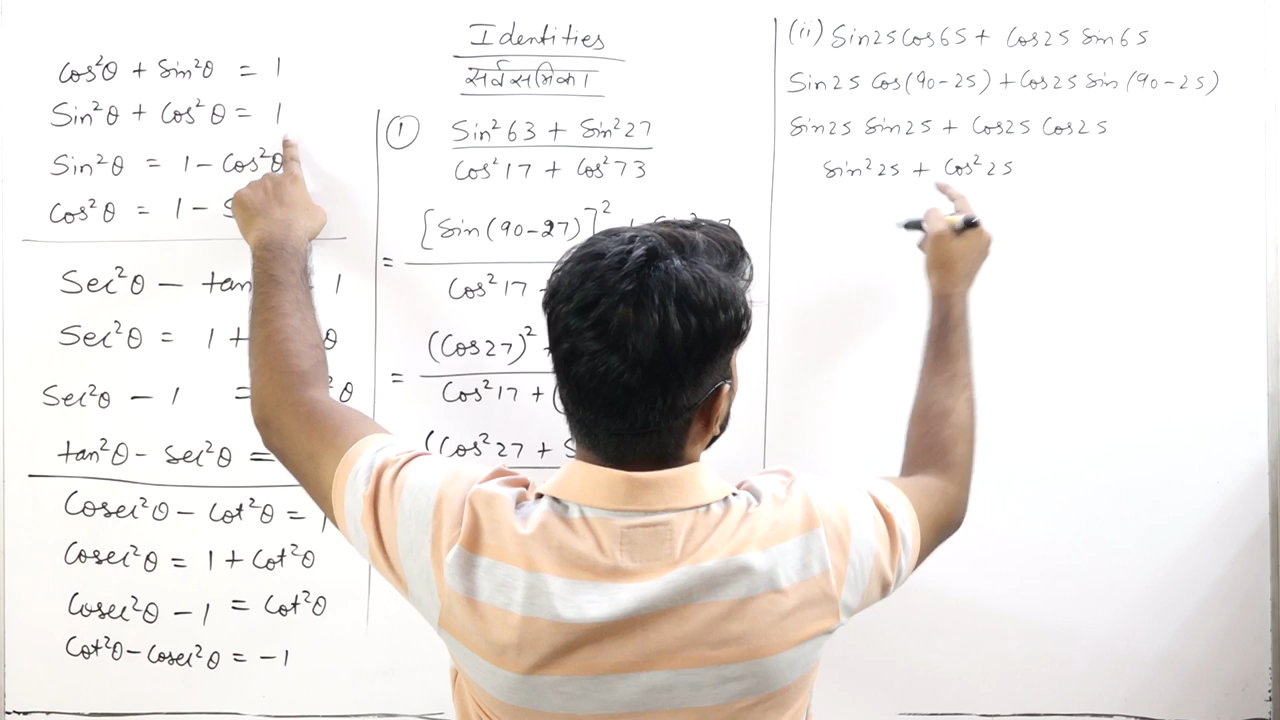 Cos²θ + Sin²θ = 1
Sin²θ + Cos²θ = 1
Sin²θ = 1 - Cos²θ
Cos²θ = 1 - S
Sec²θ - tan 1
Sec²θ = 1 + θ
Sec²θ - 1 = ²θ
tan²θ - Sec²θ =
Cosec²θ - Cot²θ = 1
Cosec²θ = 1 + Cot²θ
Cosec²θ - 1 = Cot²θ
Cot²θ - Cosec²θ = -1
Identities
सर्वसमिका।
① Sin²63 + Sin²27
Cos²17 + Cos²73
[Sin(90-27)]²
=
Cos²17
(Cos27)²
=
Cos²17 + (
(Cos²27 + S
(ii) Sin25 Cos65 + Cos25 Sin65
Sin25 Cos(90-25) + Cos25 Sin(90-25)
Sin25 Sin25 + Cos25 Cos25
Sin²25 + Cos²25